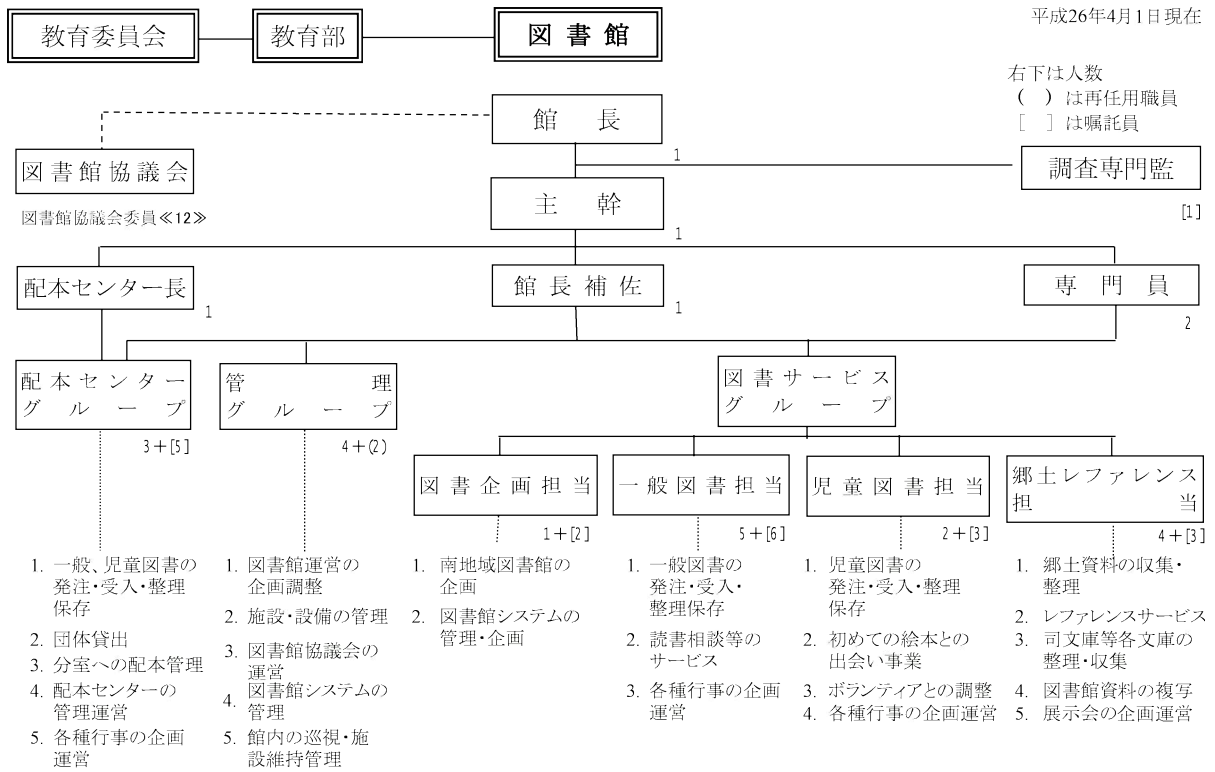 平成26年4月1日現在
教育委員会
教育部
図書館
右下は人数
( )は再任用職員
[ ]は嘱託員
館長
1
図書館協議会
図書館協議会委員≪12≫
調査専門監
[1]
主幹
1
配本センター長
1
館長補佐
1
専門員
2
配本センター
グループ
3+[5]
管理
グループ
4+(2)
図書サービス
グループ
図書企画担当
1+[2]
一般図書担当
5+[6]
児童図書担当
2+[3]
郷土レファレンス
担当
4+[3]
1. 一般、児童図書の
発注・受入・整理
保存
2. 団体貸出
3. 分室への配本管理
4. 配本センターの
管理運営
5. 各種行事の企画
運営
1. 図書館運営の
企画調整
2. 施設・設備の管理
3. 図書館協議会の
運営
4. 図書館システムの
管理
5. 館内の巡視・施
設維持管理
1. 南地域図書館の
企画
2. 図書館システムの
管理・企画
1. 一般図書の
発注・受入・
整理保存
2. 読書相談等の
サービス
3. 各種行事の企画
運営
1. 児童図書の
発注・受入・整理
保存
2. 初めての絵本との
出会い事業
3. ボランティアとの調整
4. 各種行事の企画運営
1. 郷土資料の収集・
整理
2. レファレンスサービス
3. 司文庫等各文庫の
整理・収集
4. 図書館資料の複写
5. 展示会の企画運営